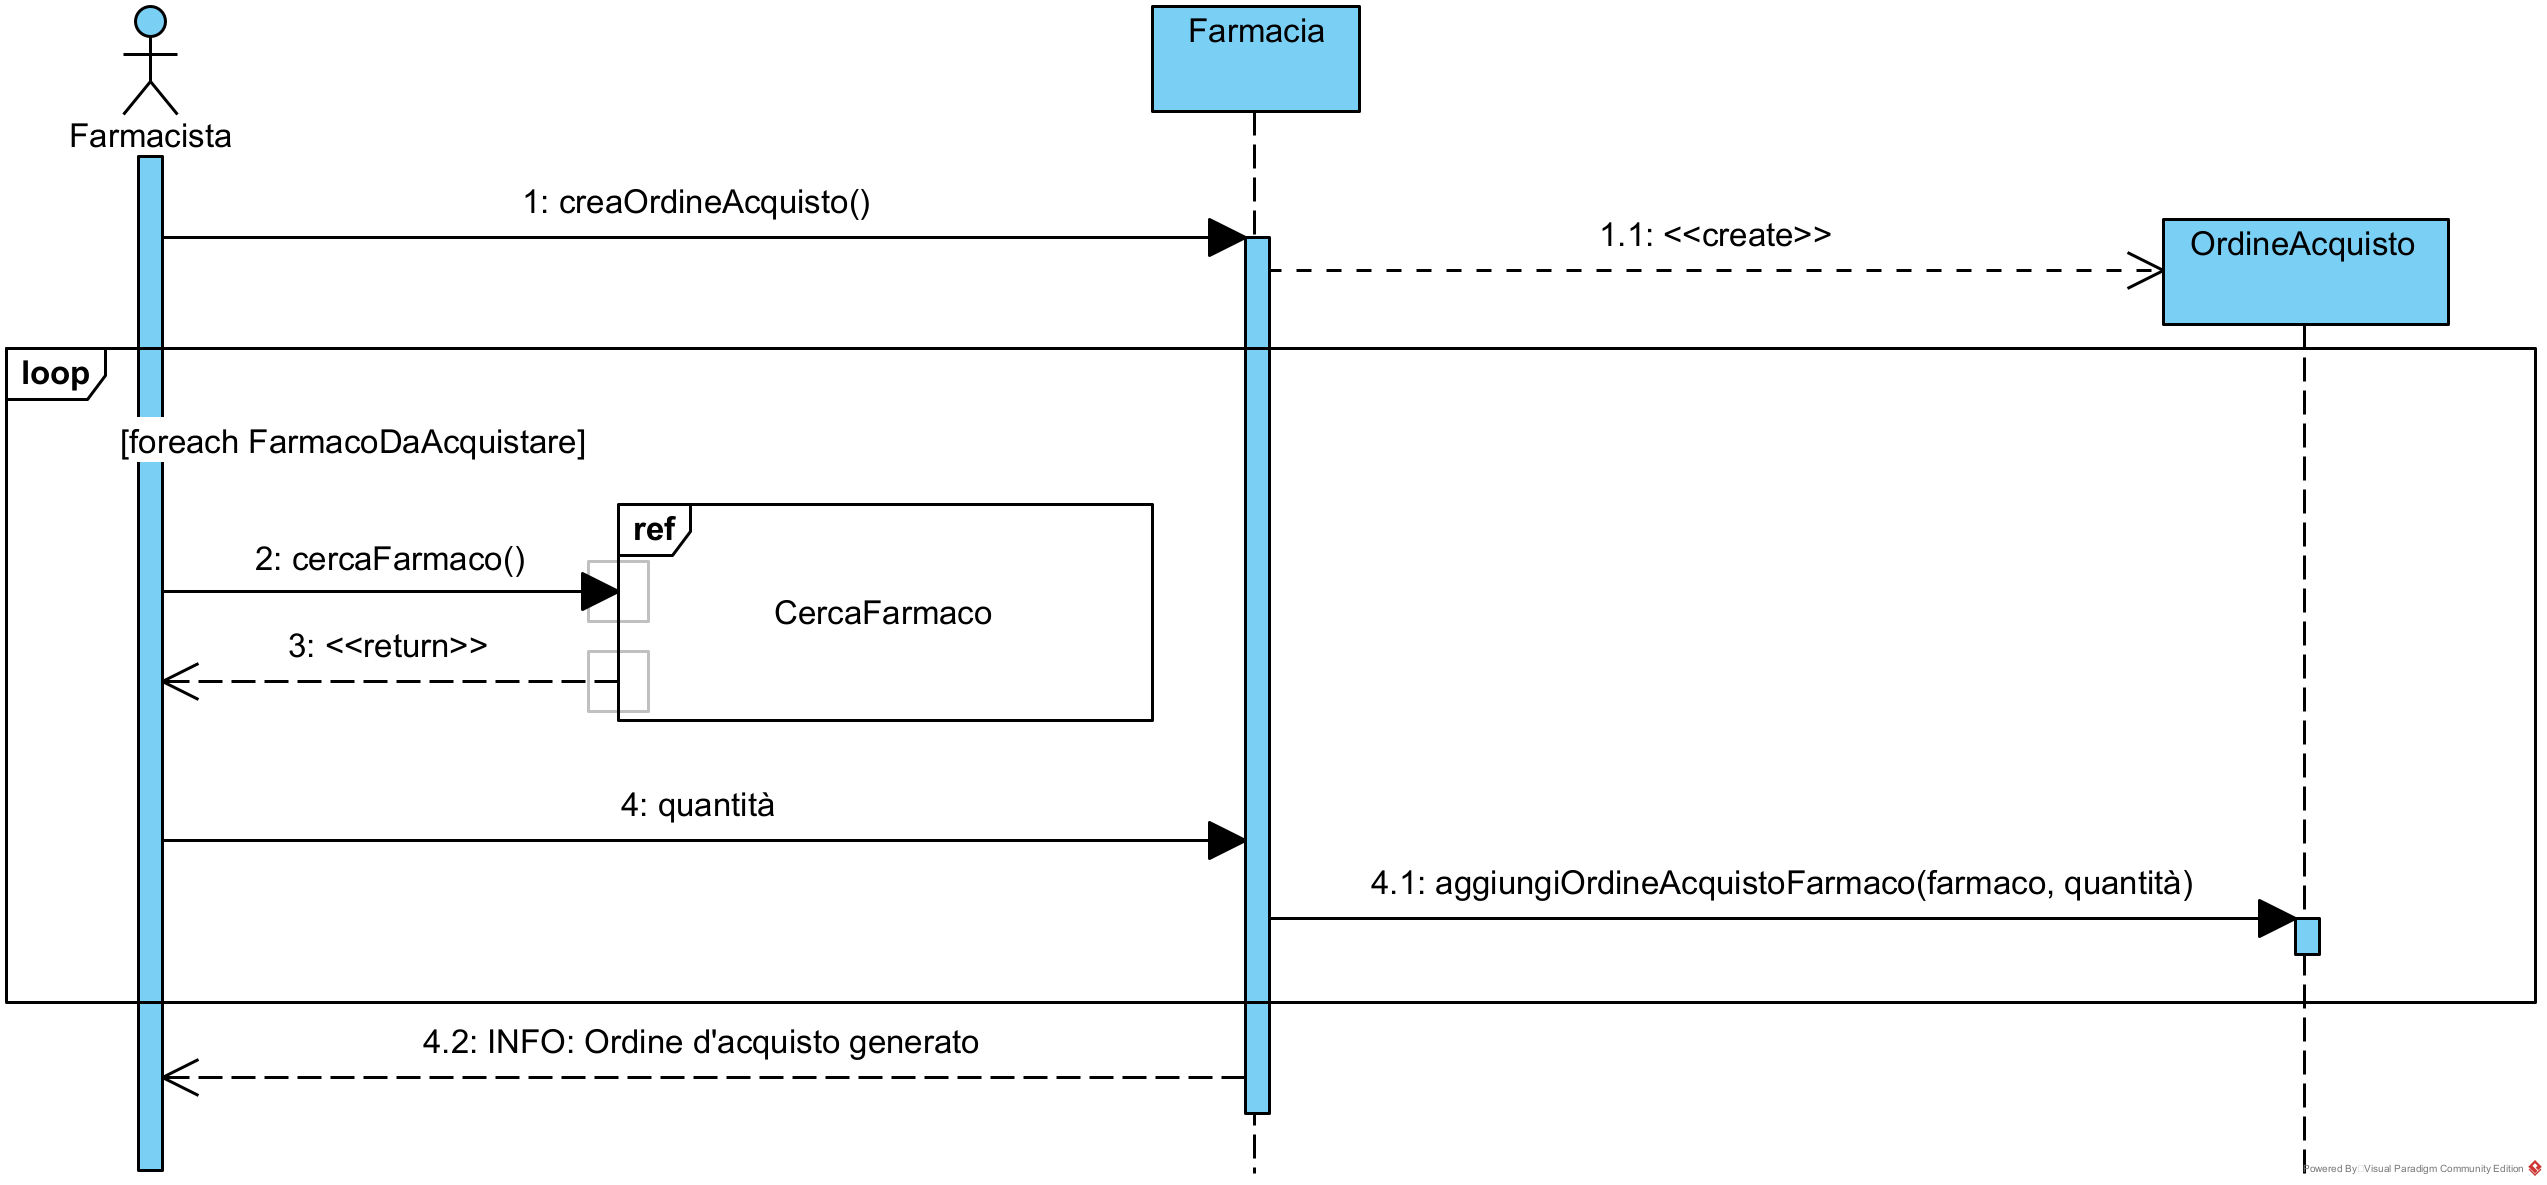 Farmacia
Farmacista
1: creaOrdineAcquisto()
1.1: <<create>>
OrdineAcquisto
loop
[foreach FarmacoDaAcquistare]
ref
2: cercaFarmaco()
CercaFarmaco
3: <<return>>
4: quantità
4.1: aggiungiOrdineAcquistoFarmaco(farmaco, quantità)
4.2: INFO: Ordine d'acquisto generato
Powered By Visual Paradigm Community Edition